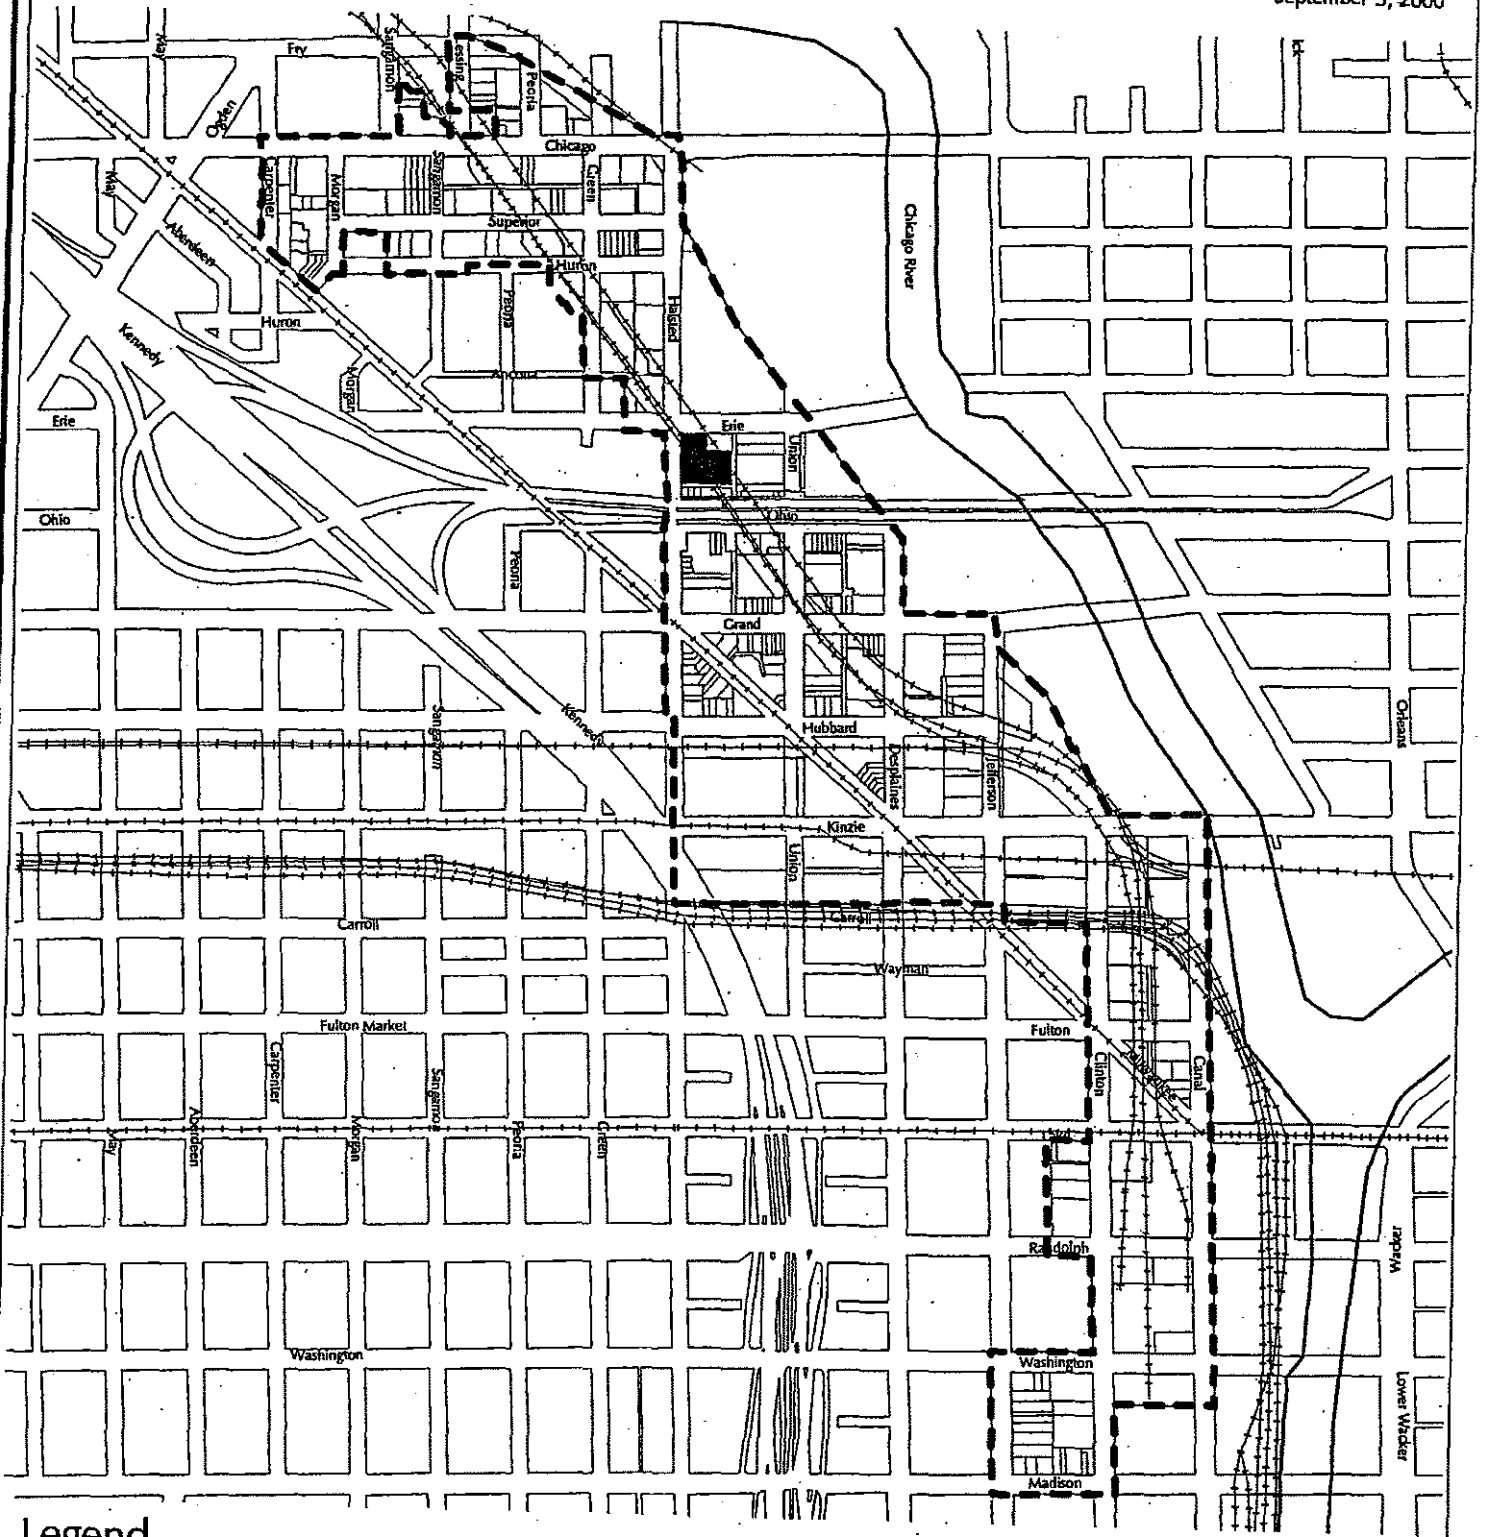 September 5, 2000
Fry
May
Sangamon
Lessing
Peoria
Ogden
Chicago
Carpenter
Morgan
Sangamon
Green
May
Superior
Aberdeen
Huron
Chicago River
Peoria
Halsted
Huron
Kennedy
Morgan
Ancona
Erie
Erie
Union
Ohio
Ohio
Peoria
Grand
Kennedy
Sangamon
Hubbard
Orleans
Desplaines
Jefferson
Kinzie
Union
Carroll
Carroll
Wayman
Fulton Market
Fulton
Carpenter
Sangamon
Clinton
Milwaukee
Canal
May
Aberdeen
Morgan
Peoria
Green
Randolph
Wacker
Washington
Washington
Lower Wacker
Madison
Legend